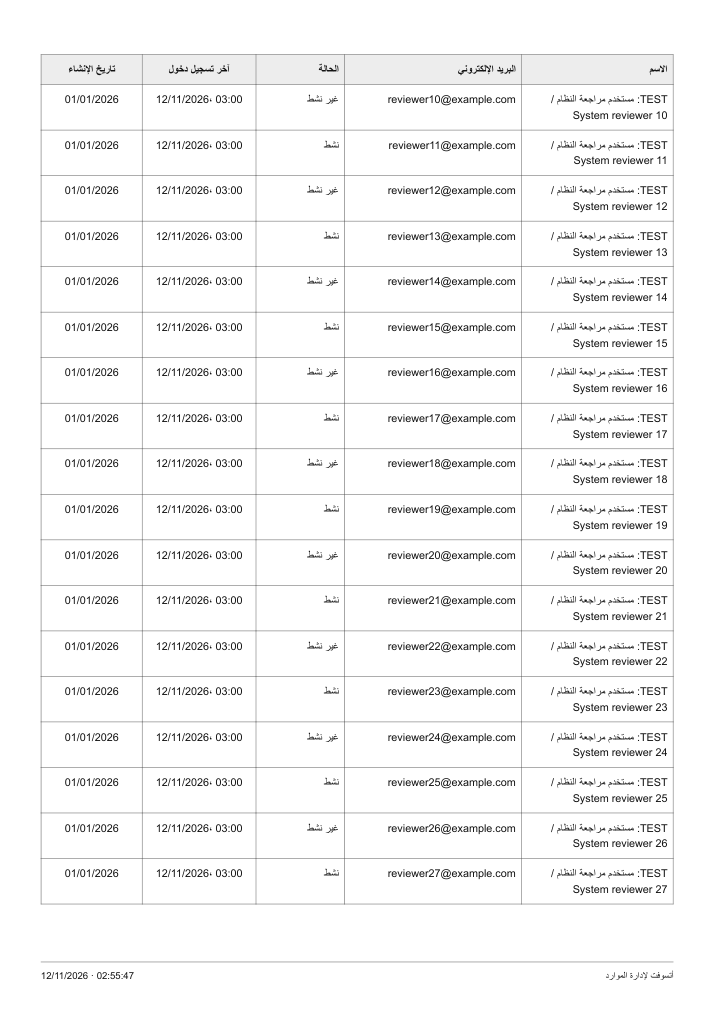 الاسم البريد الإلكتروني الحالة آخر تسجيل دخول تاريخ الإنشاء
TEST: مستخدم مراجعة النظام / reviewer10@example.com غير نشط 12/11/2026، 03:00 01/01/2026
System reviewer 10
TEST: مستخدم مراجعة النظام / reviewer11@example.com نشط 12/11/2026، 03:00 01/01/2026
System reviewer 11
TEST: مستخدم مراجعة النظام / reviewer12@example.com غير نشط 12/11/2026، 03:00 01/01/2026
System reviewer 12
TEST: مستخدم مراجعة النظام / reviewer13@example.com نشط 12/11/2026، 03:00 01/01/2026
System reviewer 13
TEST: مستخدم مراجعة النظام / reviewer14@example.com غير نشط 12/11/2026، 03:00 01/01/2026
System reviewer 14
TEST: مستخدم مراجعة النظام / reviewer15@example.com نشط 12/11/2026، 03:00 01/01/2026
System reviewer 15
TEST: مستخدم مراجعة النظام / reviewer16@example.com غير نشط 12/11/2026، 03:00 01/01/2026
System reviewer 16
TEST: مستخدم مراجعة النظام / reviewer17@example.com نشط 12/11/2026، 03:00 01/01/2026
System reviewer 17
TEST: مستخدم مراجعة النظام / reviewer18@example.com غير نشط 12/11/2026، 03:00 01/01/2026
System reviewer 18
TEST: مستخدم مراجعة النظام / reviewer19@example.com نشط 12/11/2026، 03:00 01/01/2026
System reviewer 19
TEST: مستخدم مراجعة النظام / reviewer20@example.com غير نشط 12/11/2026، 03:00 01/01/2026
System reviewer 20
TEST: مستخدم مراجعة النظام / reviewer21@example.com نشط 12/11/2026، 03:00 01/01/2026
System reviewer 21
TEST: مستخدم مراجعة النظام / reviewer22@example.com غير نشط 12/11/2026، 03:00 01/01/2026
System reviewer 22
TEST: مستخدم مراجعة النظام / reviewer23@example.com نشط 12/11/2026، 03:00 01/01/2026
System reviewer 23
TEST: مستخدم مراجعة النظام / reviewer24@example.com غير نشط 12/11/2026، 03:00 01/01/2026
System reviewer 24
TEST: مستخدم مراجعة النظام / reviewer25@example.com نشط 12/11/2026، 03:00 01/01/2026
System reviewer 25
TEST: مستخدم مراجعة النظام / reviewer26@example.com غير نشط 12/11/2026، 03:00 01/01/2026
System reviewer 26
TEST: مستخدم مراجعة النظام / reviewer27@example.com نشط 12/11/2026، 03:00 01/01/2026
System reviewer 27
أتسوفت لإدارة الموارد 12/11/2026 · 02:55:47